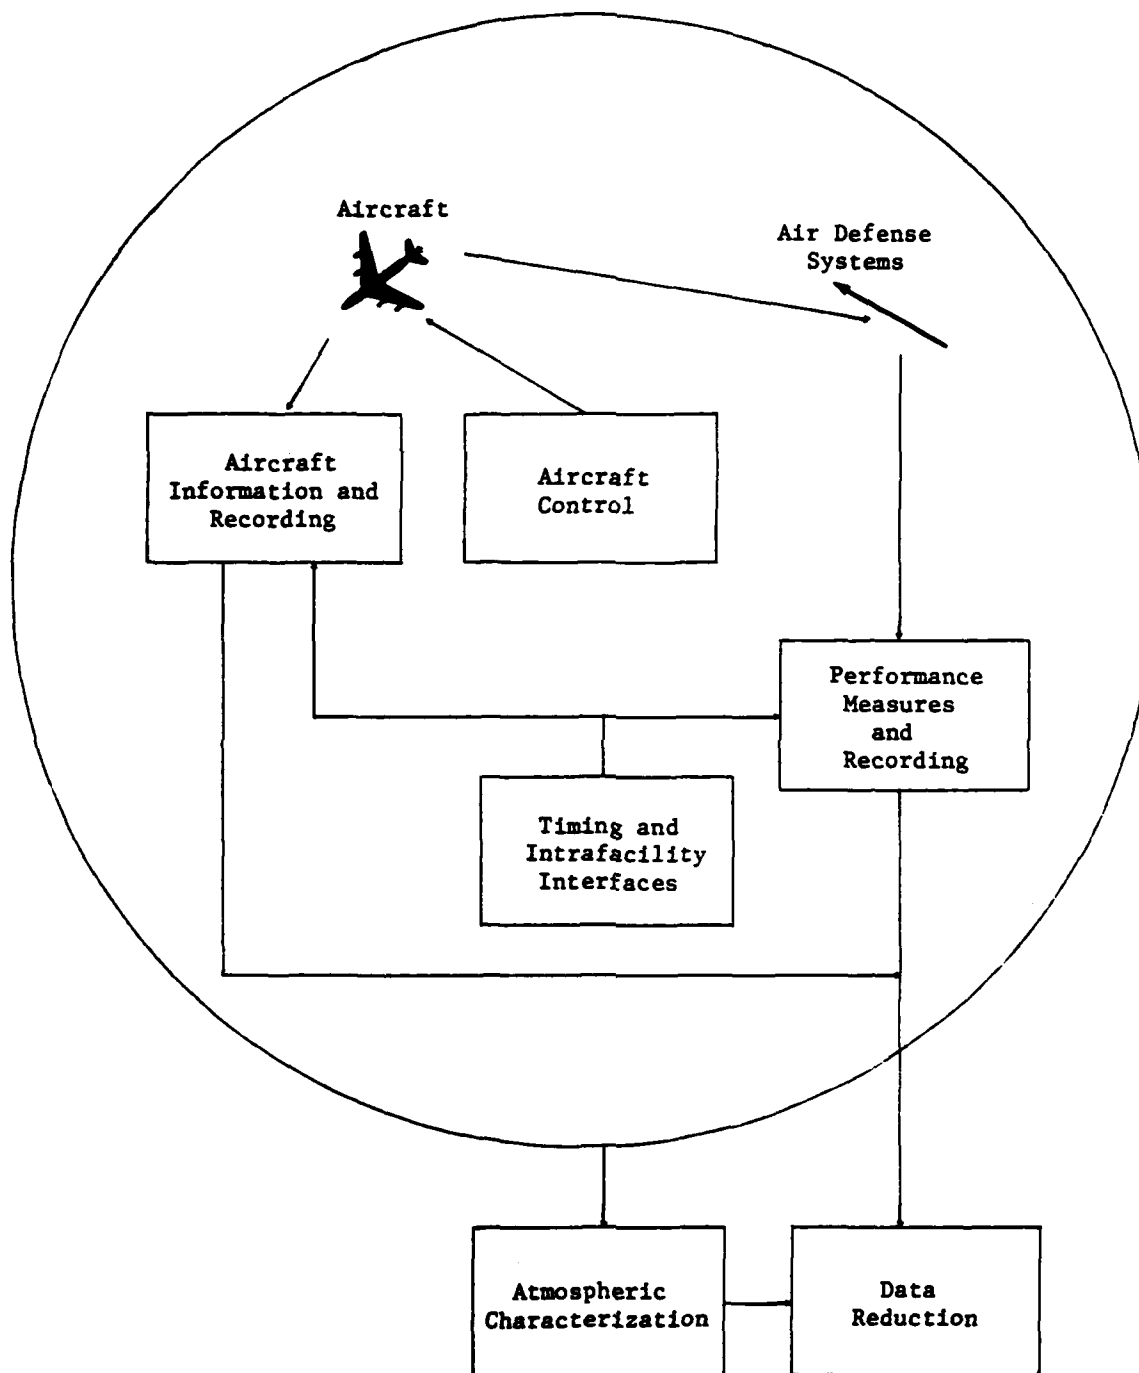 Aircraft
Air Defense
Systems
Aircraft
Information and
Recording
Aircraft
Control
Performance
Measures
and
Recording
Timing and
Intrafacility
Interfaces
Atmospheric
Characterization
Data
Reduction